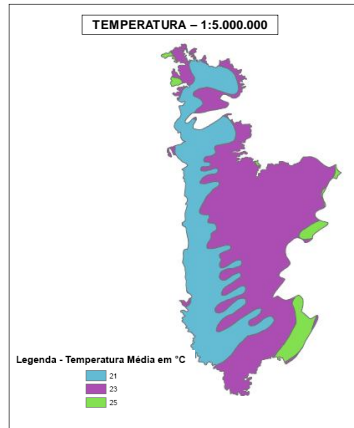 TEMPERATURA – 1:5.000.000
Legenda - Temperatura Média em °C
21
23
25